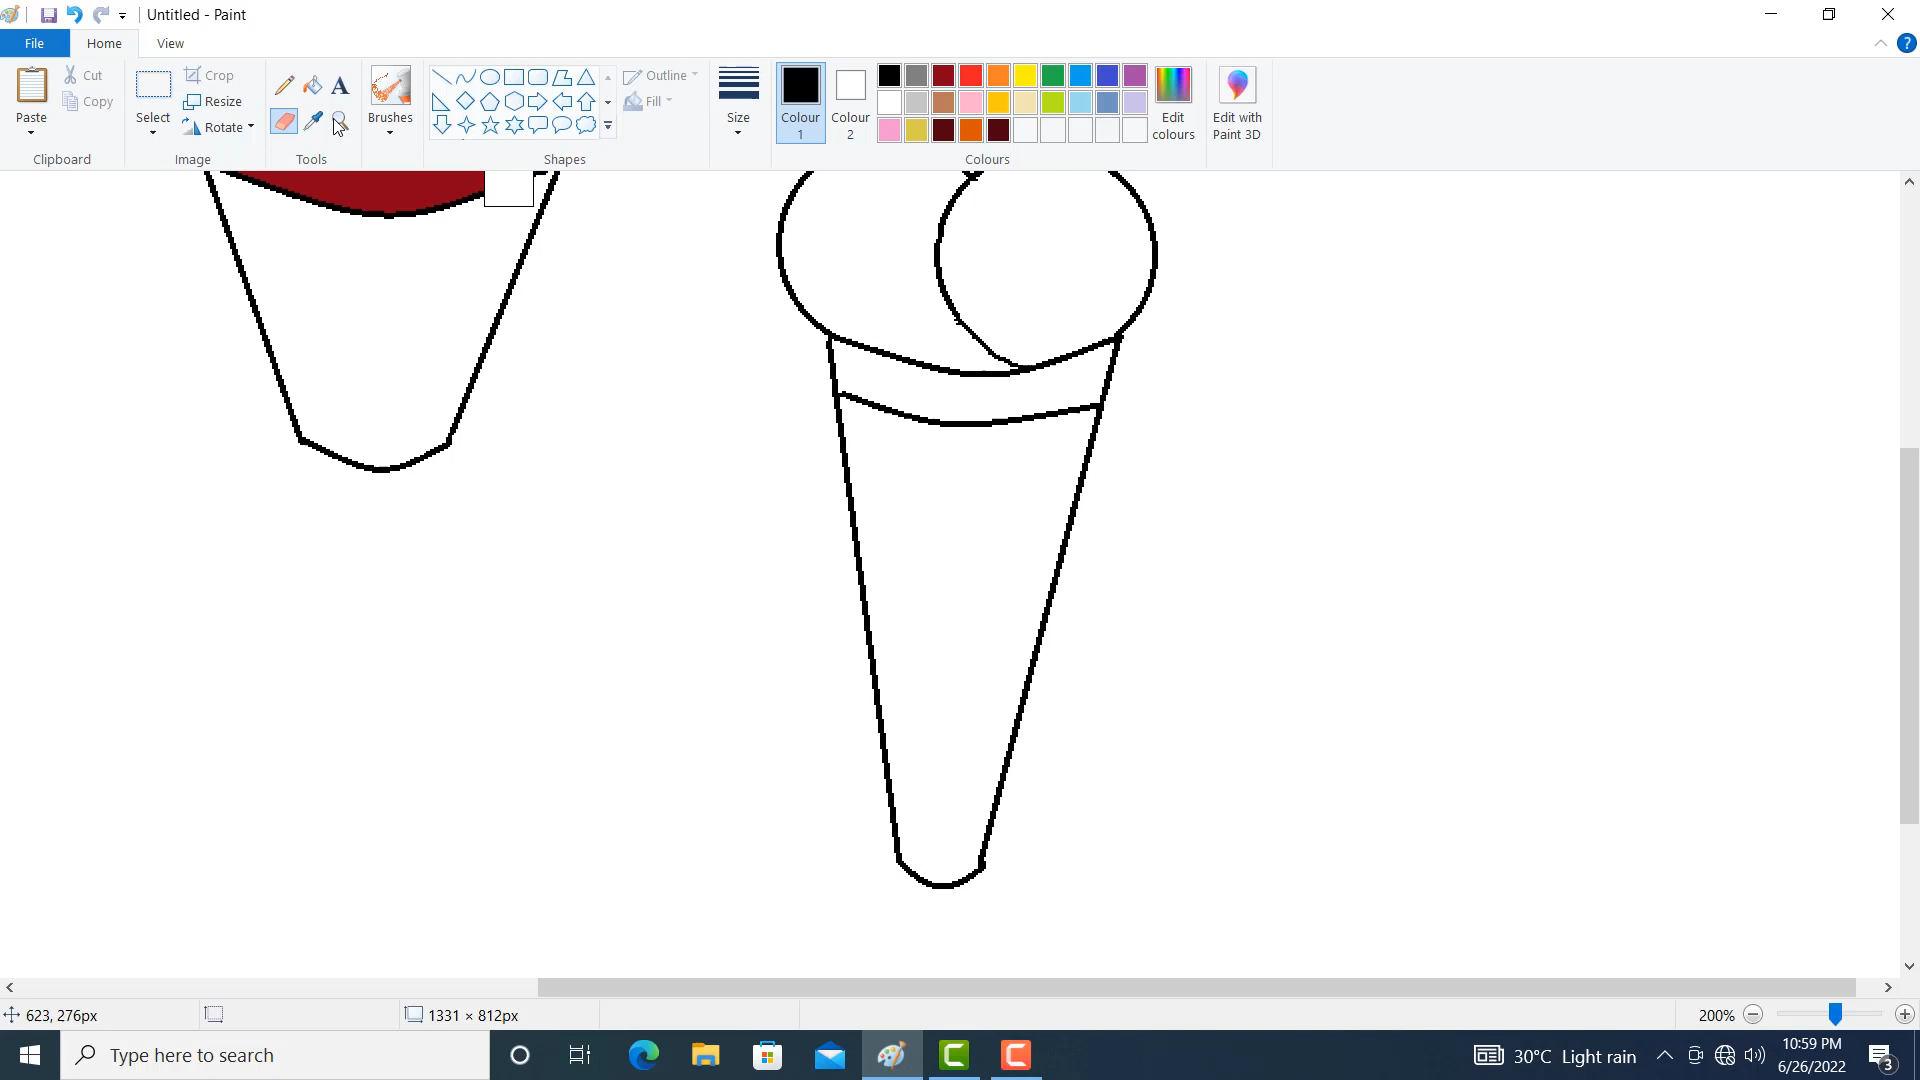 Untitled - Paint
File Home View
Paste Cut Copy Clipboard
Select Crop Resize Rotate Image
A
Tools
Brushes
Shapes Outline Fill
Size
Colour 1
Colour 2
Colours
Edit colours
Edit with Paint 3D
?
623, 276px
1331 × 812px
200%
Type here to search
30°C Light rain
10:59 PM
6/26/2022
3